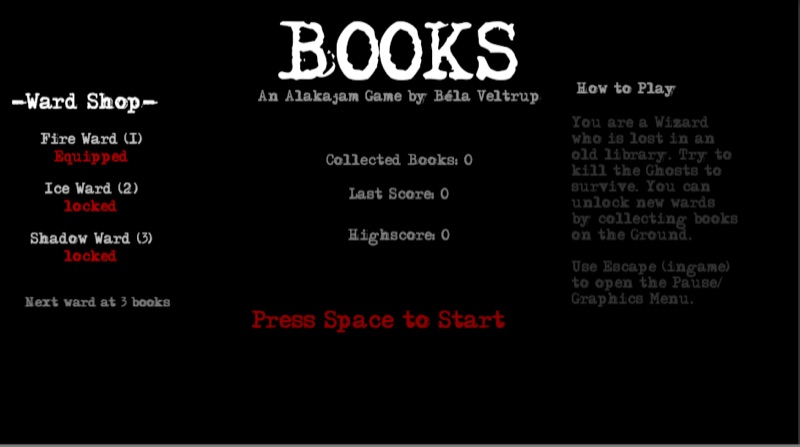 BOOKS
An Alakajam Game by Béla Veltrup
-Ward Shop-
Fire Ward (1)
Equipped
Ice Ward (2)
locked
Shadow Ward (3)
locked
Next ward at 3 books
Collected Books: 0
Last Score: 0
Highscore: 0
Press Space to Start
How to Play
You are a Wizard
who is lost in an
old library. Try to
kill the Ghosts to
survive. You can
unlock new wards
by collecting books
on the Ground.
Use Escape (ingame)
to open the Pause/
Graphics Menu.